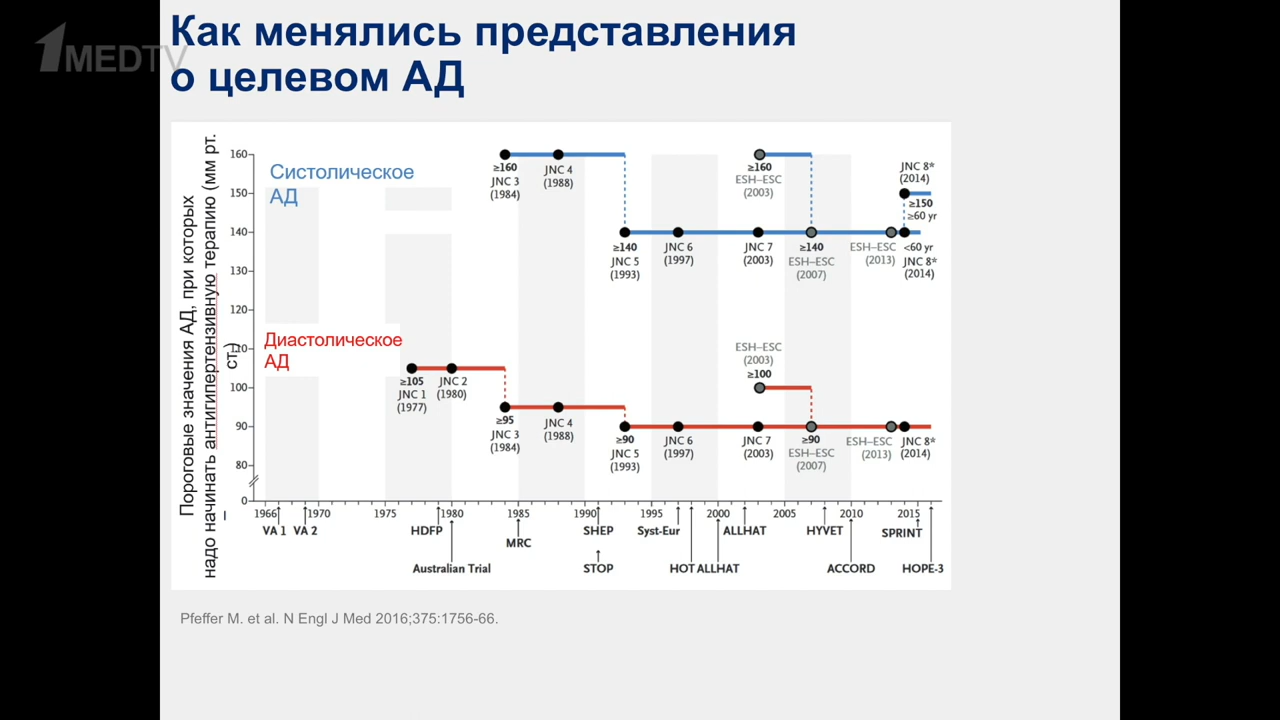 1MEDTV
Как менялись представления
о целевом АД
Пороговые значения АД, при которых
надо начинать антигипертензивную терапию (мм рт.
ст.)
Систолическое
АД
Диастолическое
АД
160
150
140
130
120
110
100
90
80
0
≥160
JNC 3
(1984)
JNC 4
(1988)
≥140
JNC 5
(1993)
JNC 6
(1997)
≥160
ESH–ESC
(2003)
JNC 7
(2003)
≥140
ESH–ESC
(2007)
ESH–ESC
(2013)
JNC 8*
(2014)
≥150
≥60 yr
<60 yr
JNC 8*
(2014)
≥105
JNC 1
(1977)
JNC 2
(1980)
≥95
JNC 3
(1984)
JNC 4
(1988)
≥90
JNC 5
(1993)
JNC 6
(1997)
ESH–ESC
(2003)
≥100
JNC 7
(2003)
≥90
ESH–ESC
(2007)
ESH–ESC
(2013)
JNC 8*
(2014)
1966 1970 1975 1980 1985 1990 1995 2000 2005 2010 2015
VA 1 VA 2 HDFP SHEP Syst-Eur ALLHAT HYVET SPRINT
MRC
Australian Trial STOP HOT ALLHAT ACCORD HOPE-3
Pfeffer M. et al. N Engl J Med 2016;375:1756-66.